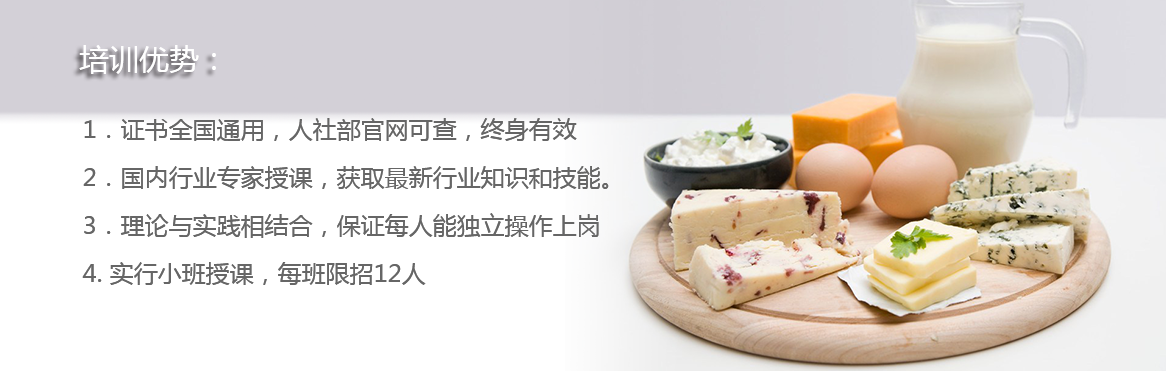 培训优势：
1．证书全国通用，人社部官网可查，终身有效
2．国内行业专家授课，获取最新行业知识和技能。
3．理论与实践相结合，保证每人能独立操作上岗
4. 实行小班授课，每班限招12人